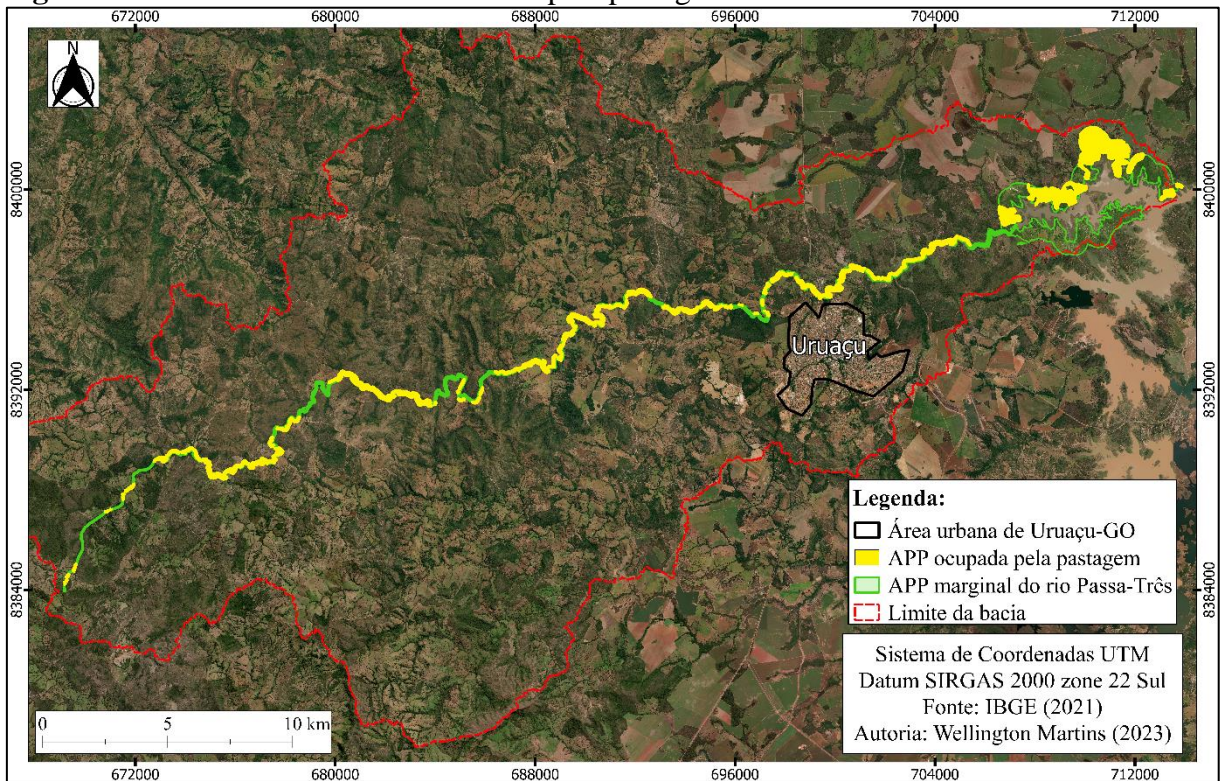 672000 680000 688000 696000 704000 712000
N
8400000 8400000
Uruaçu
8392000 8392000
Legenda:
Área urbana de Uruaçu-GO
APP ocupada pela pastagem
APP marginal do rio Passa-Três
Limite da bacia
8384000 8384000
Sistema de Coordenadas UTM
Datum SIRGAS 2000 zone 22 Sul
Fonte: IBGE (2021)
Autoria: Wellington Martins (2023)
0 5 10 km
672000 680000 688000 696000 704000 712000